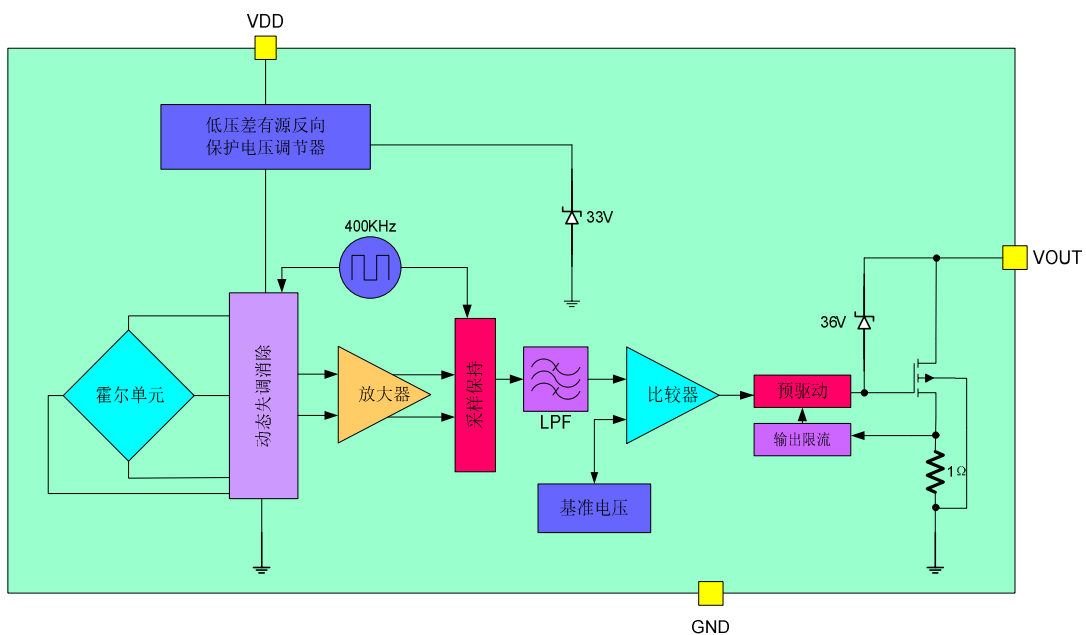 VDD
低压差有源反向
保护电压调节器
33V
400KHz
VOUT
36V
霍尔单元
动态失调消除
放大器
采样保持
LPF
比较器
预驱动
输出限流
1Ω
基准电压
GND